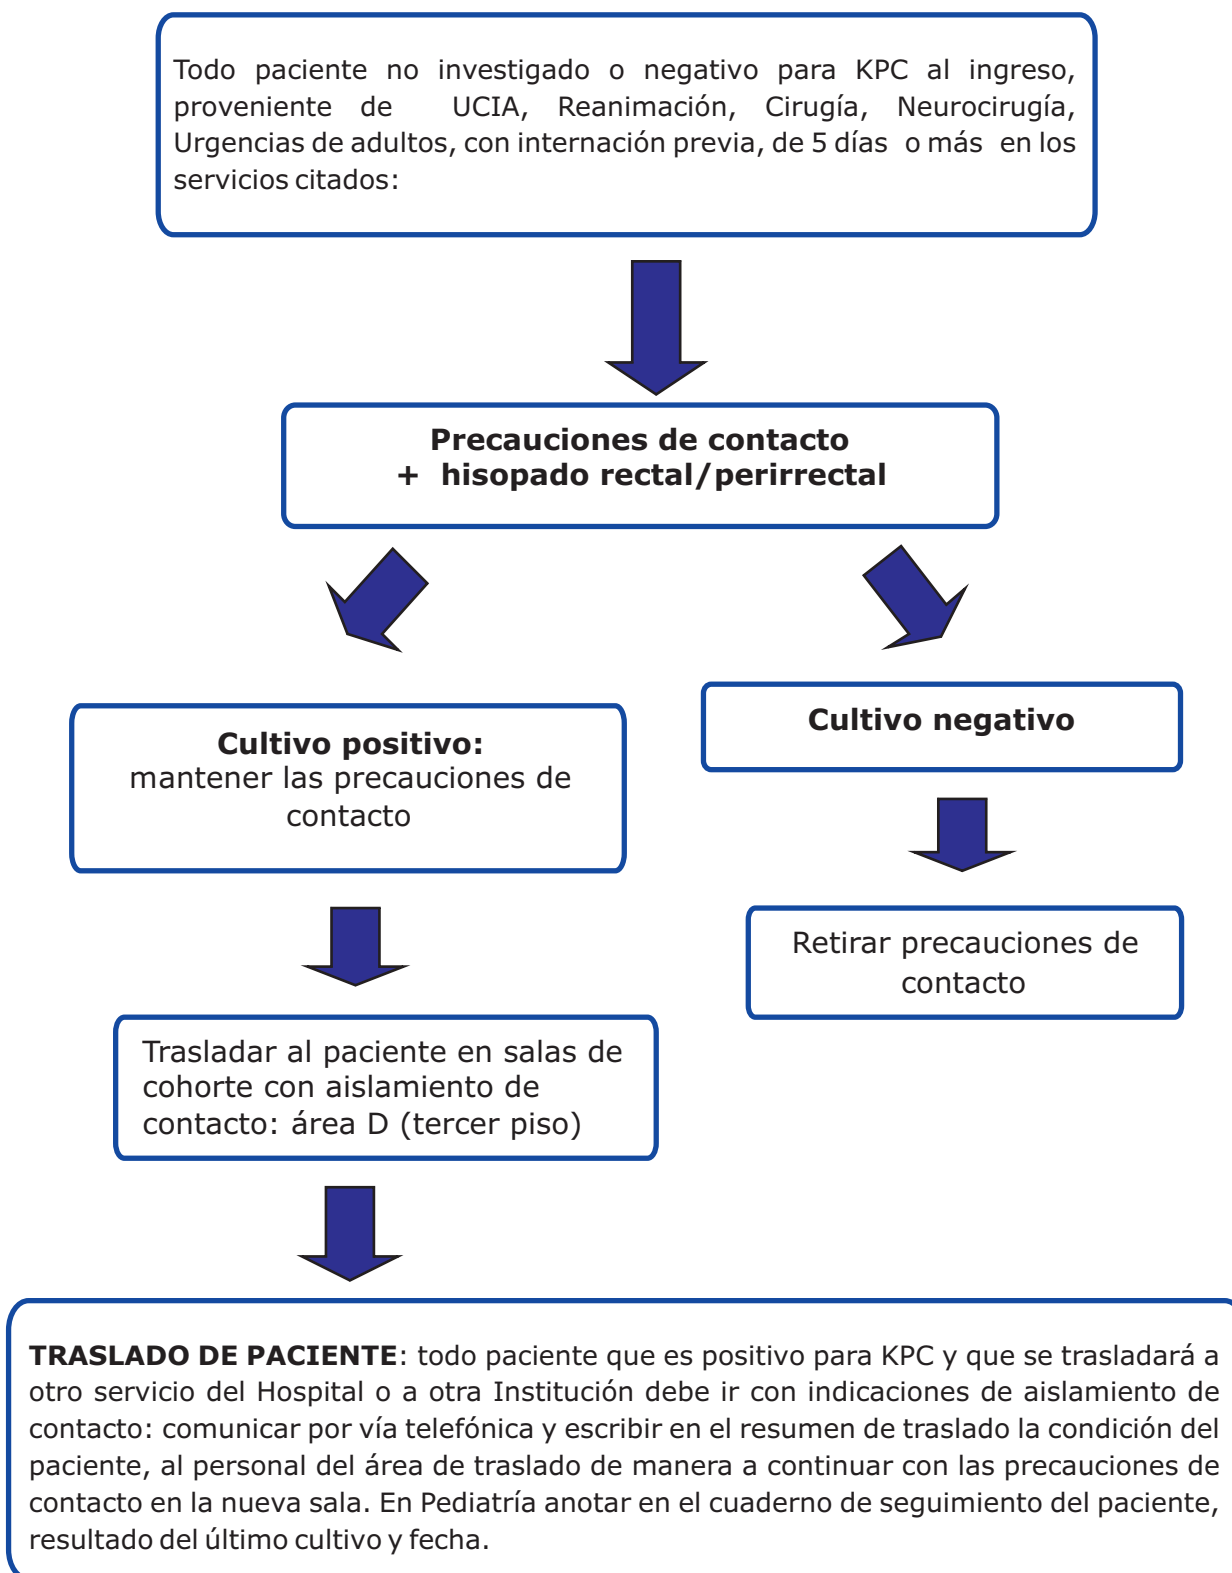 Todo paciente no investigado o negativo para KPC al ingreso,
proveniente de UCIA, Reanimación, Cirugía, Neurocirugía,
Urgencias de adultos, con internación previa, de 5 días o más en los
servicios citados:
Precauciones de contacto
+ hisopado rectal/perirrectal
Cultivo positivo:
mantener las precauciones de
contacto
Cultivo negativo
Retirar precauciones de
contacto
Trasladar al paciente en salas de
cohorte con aislamiento de
contacto: área D (tercer piso)
TRASLADO DE PACIENTE: todo paciente que es positivo para KPC y que se trasladará a
otro servicio del Hospital o a otra Institución debe ir con indicaciones de aislamiento de
contacto: comunicar por vía telefónica y escribir en el resumen de traslado la condición del
paciente, al personal del área de traslado de manera a continuar con las precauciones de
contacto en la nueva sala. En Pediatría anotar en el cuaderno de seguimiento del paciente,
resultado del último cultivo y fecha.